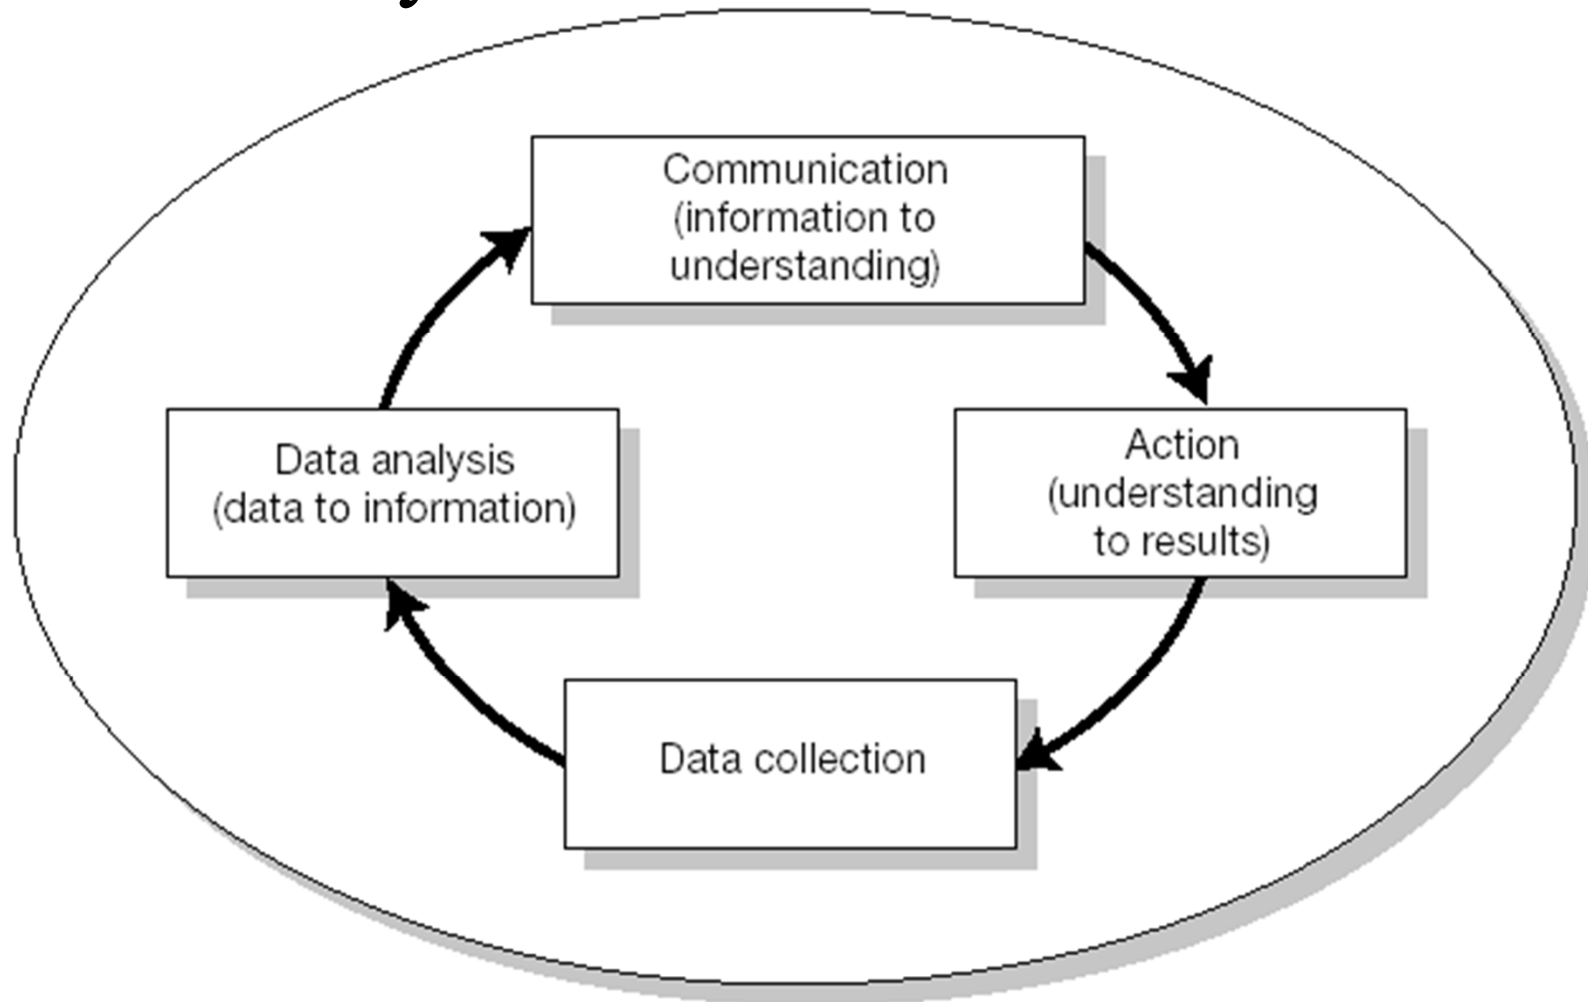 Communication
(information to
understanding)
Data analysis
(data to information)
Action
(understanding
to results)
Data collection